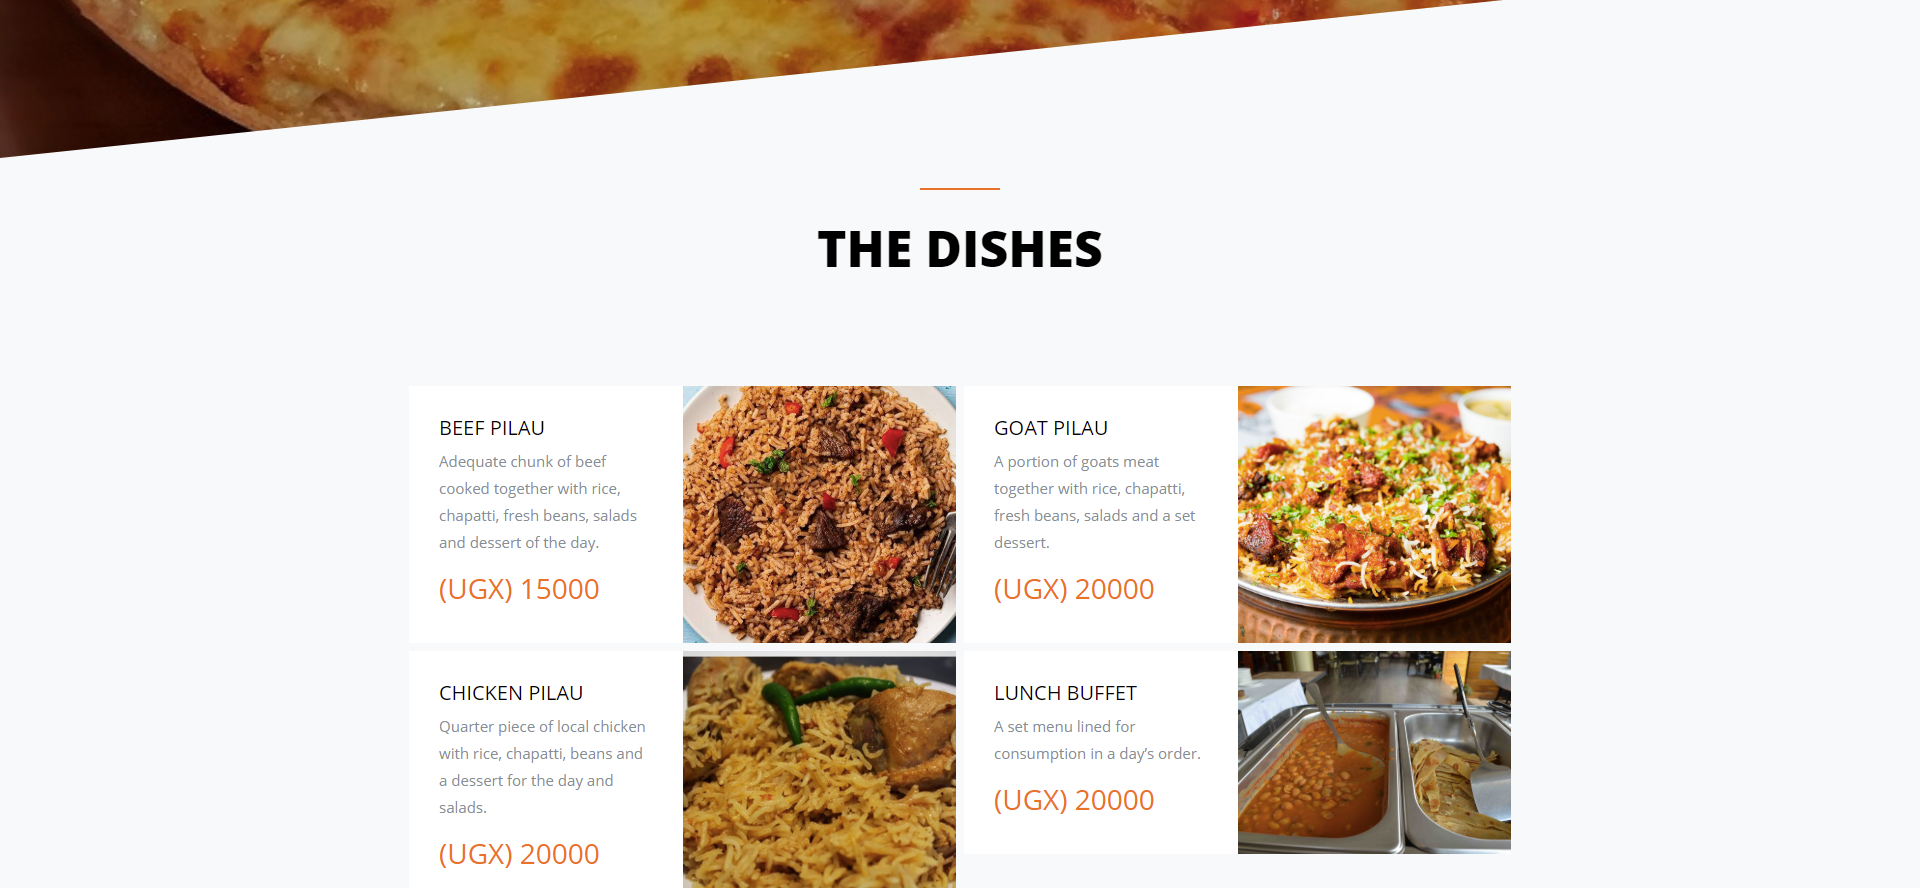 THE DISHES
BEEF PILAU
Adequate chunk of beef
cooked together with rice,
chapatti, fresh beans, salads
and dessert of the day.
(UGX) 15000
GOAT PILAU
A portion of goats meat
together with rice, chapatti,
fresh beans, salads and a set
dessert.
(UGX) 20000
CHICKEN PILAU
Quarter piece of local chicken
with rice, chapatti, beans and
a dessert for the day and
salads.
(UGX) 20000
LUNCH BUFFET
A set menu lined for
consumption in a day’s order.
(UGX) 20000